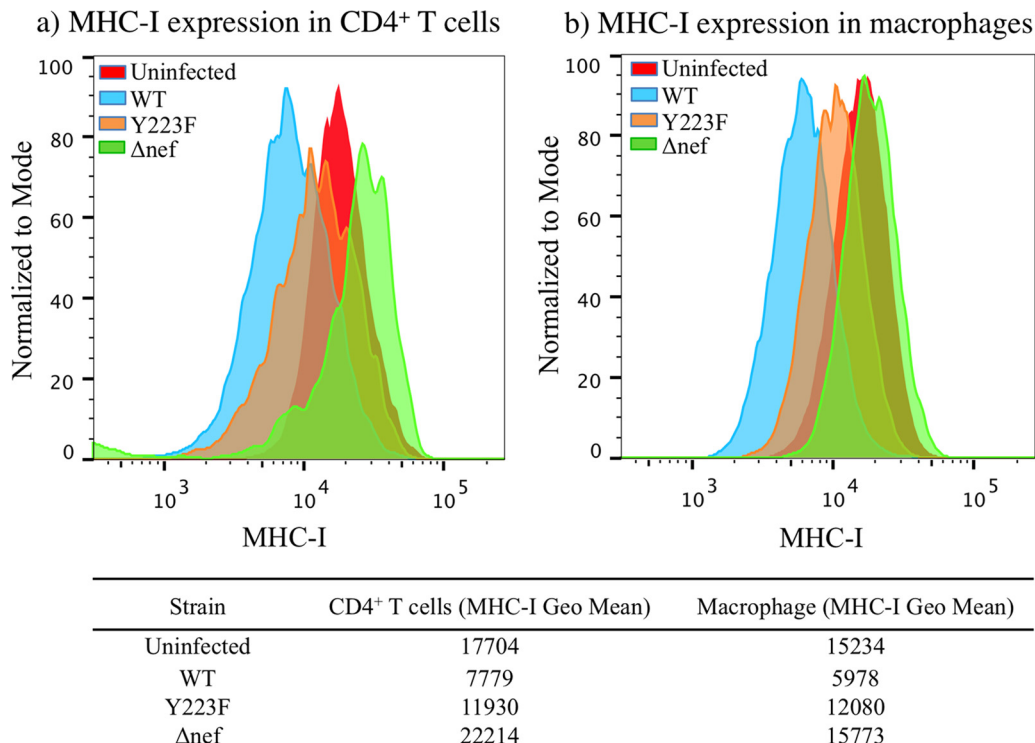 a) MHC-I expression in CD4⁺ T cells
Normalized to Mode
100
80
60
40
20
0
Uninfected
WT
Y223F
Δnef
10³
10⁴
10⁵
MHC-I
b) MHC-I expression in macrophages
Normalized to Mode
100
80
60
40
20
0
Uninfected
WT
Y223F
Δnef
10³
10⁴
10⁵
MHC-I
Strain CD4⁺ T cells (MHC-I Geo Mean) Macrophage (MHC-I Geo Mean)
Uninfected 17704 15234
WT 7779 5978
Y223F 11930 12080
Δnef 22214 15773